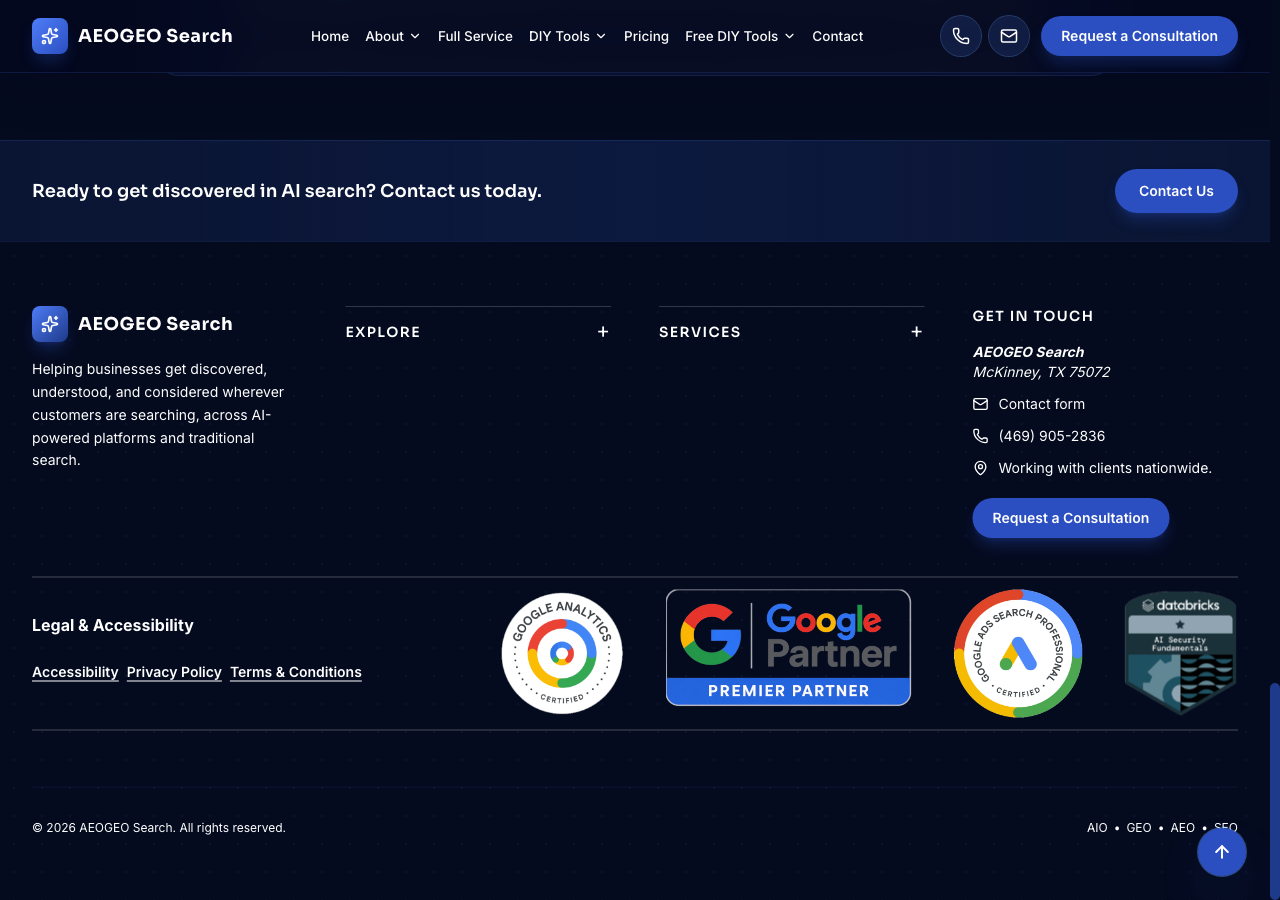 AEOGEO Search
Home
About
Full Service
DIY Tools
Pricing
Free DIY Tools
Contact
Request a Consultation
Ready to get discovered in AI search? Contact us today.
Contact Us
AEOGEO Search
Helping businesses get discovered,
understood, and considered wherever
customers are searching, across AI-
powered platforms and traditional
search.
EXPLORE +
SERVICES +
GET IN TOUCH
AEOGEO Search
McKinney, TX 75072
Contact form
(469) 905-2836
Working with clients nationwide.
Request a Consultation
Legal & Accessibility
Accessibility Privacy Policy Terms & Conditions
GOOGLE ANALYTICS
• CERTIFIED •
Google
Partner
PREMIER PARTNER
GOOGLE ADS SEARCH PROFESSIONAL
• CERTIFIED •
databricks
AI Security
Fundamentals
© 2026 AEOGEO Search. All rights reserved.
AIO • GEO • AEO • SEO